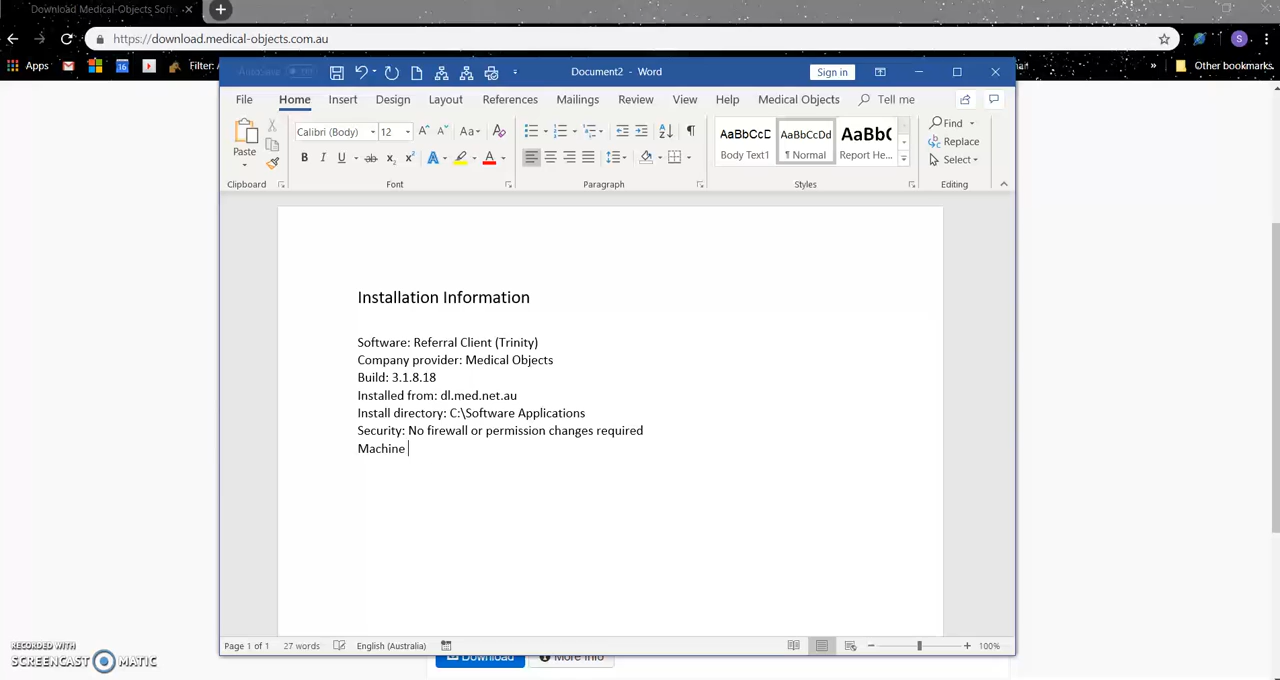 Download Medical-Objects Soft
https://download.medical-objects.com.au
S
Apps
Filter:
Other bookmarks
Document2 - Word
Sign in
File Home Insert Design Layout References Mailings Review View Help Medical Objects Tell me
Paste
Calibri (Body) 12
AaBbCcD AaBbCcDd AaBbC
Body Text1 ¶ Normal Report He...
Find
Replace
Select
Clipboard Font Paragraph Styles Editing
Installation Information
Software: Referral Client (Trinity)
Company provider: Medical Objects
Build: 3.1.8.18
Installed from: dl.med.net.au
Install directory: C:\Software Applications
Security: No firewall or permission changes required
Machine
Page 1 of 1 27 words English (Australia) 100%
Download More Info
RECORDED WITH
SCREENCAST MATIC